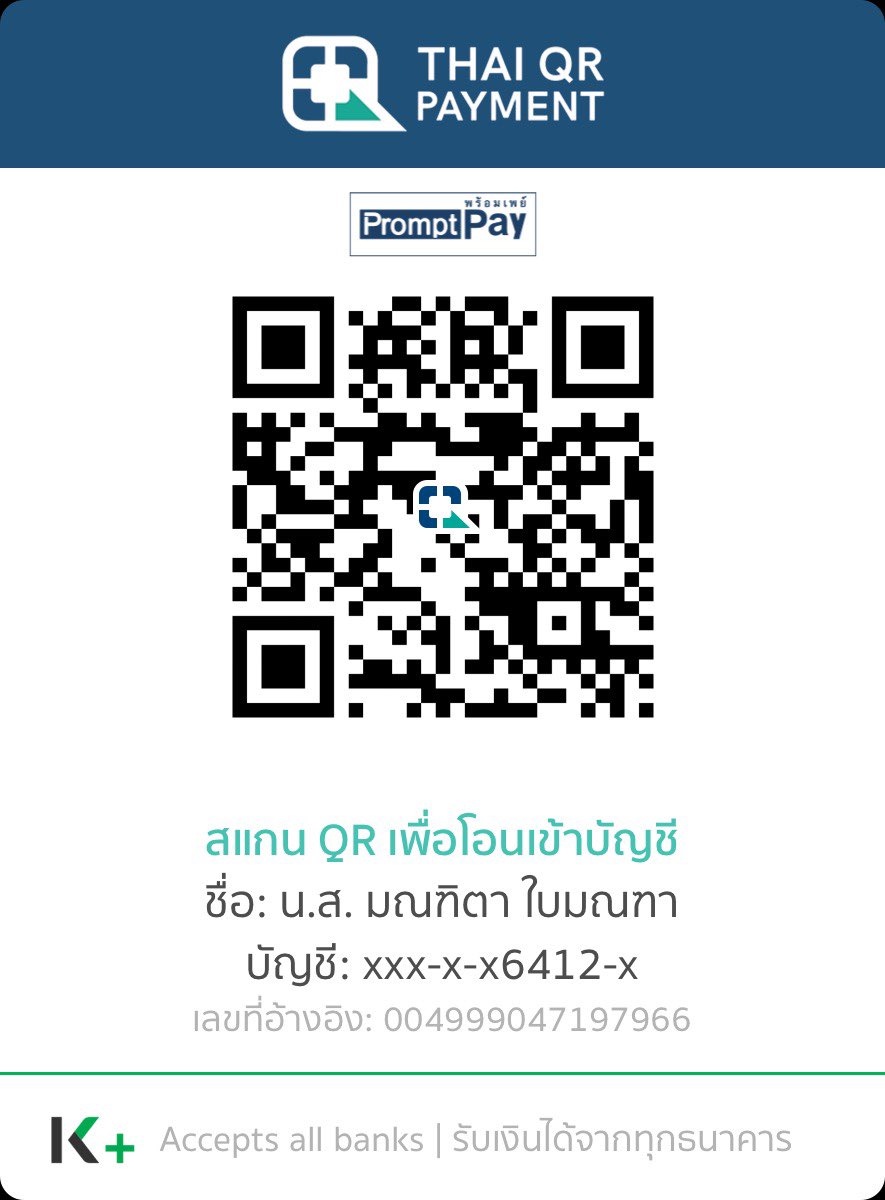 THAI QR
PAYMENT
พร้อมเพย์
PromptPay
สแกน QR เพื่อโอนเข้าบัญชี
ชื่อ: น.ส. มณฑิตา ใบมณฑา
บัญชี: xxx-x-x6412-x
เลขที่อ้างอิง: 004999047197966
K+ Accepts all banks | รับเงินได้จากทุกธนาคาร